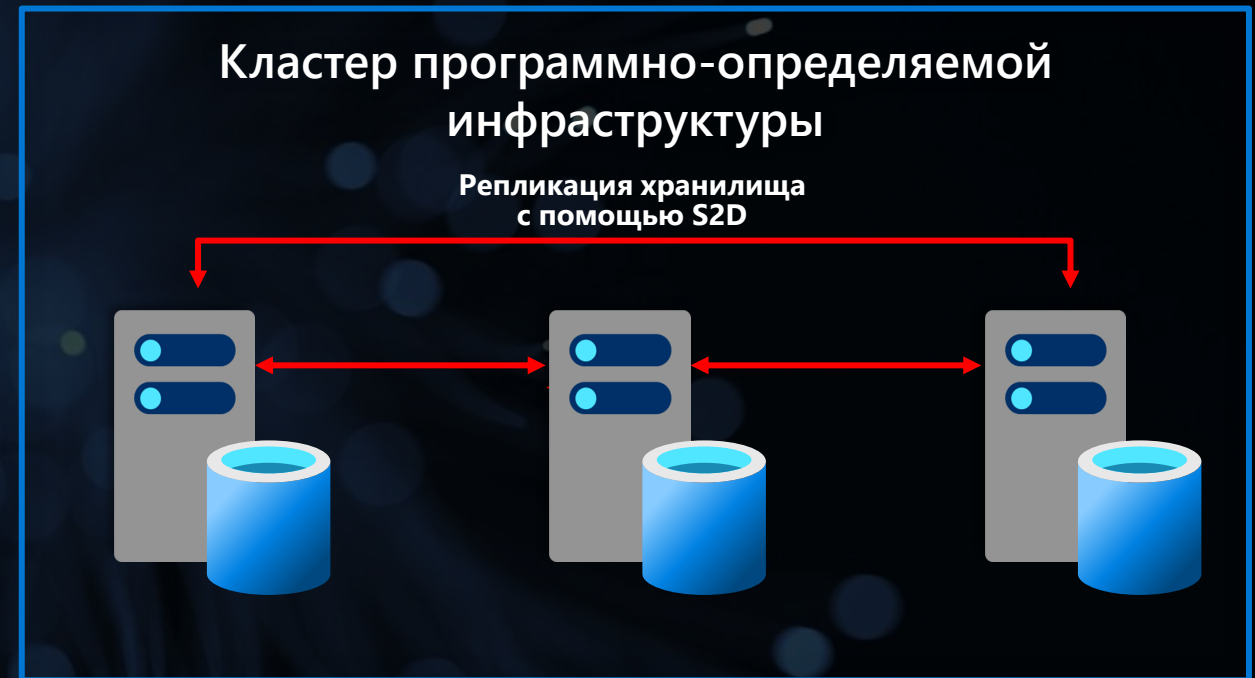 Кластер программно-определяемой
инфраструктуры
Репликация хранилища
с помощью S2D